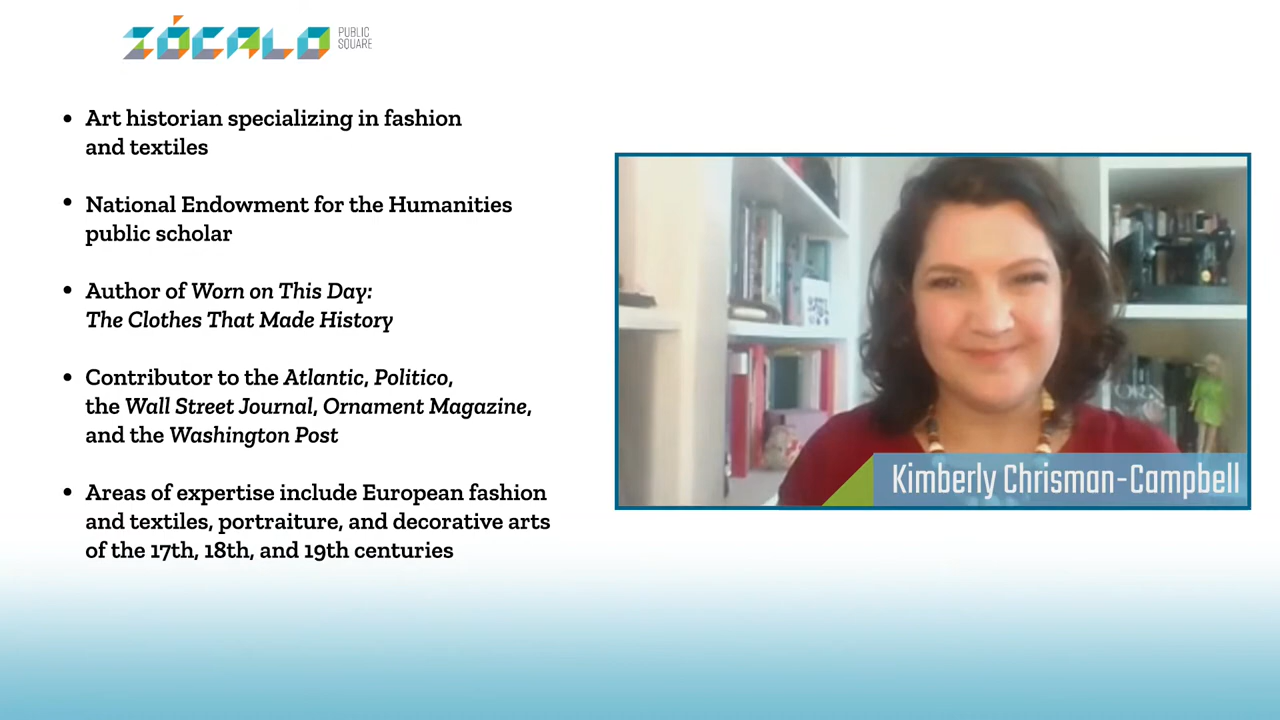 ZÓCALO PUBLIC
SQUARE
• Art historian specializing in fashion
and textiles
• National Endowment for the Humanities
public scholar
• Author of Worn on This Day:
The Clothes That Made History
• Contributor to the Atlantic, Politico,
the Wall Street Journal, Ornament Magazine,
and the Washington Post
• Areas of expertise include European fashion
and textiles, portraiture, and decorative arts
of the 17th, 18th, and 19th centuries
Kimberly Chrisman-Campbell